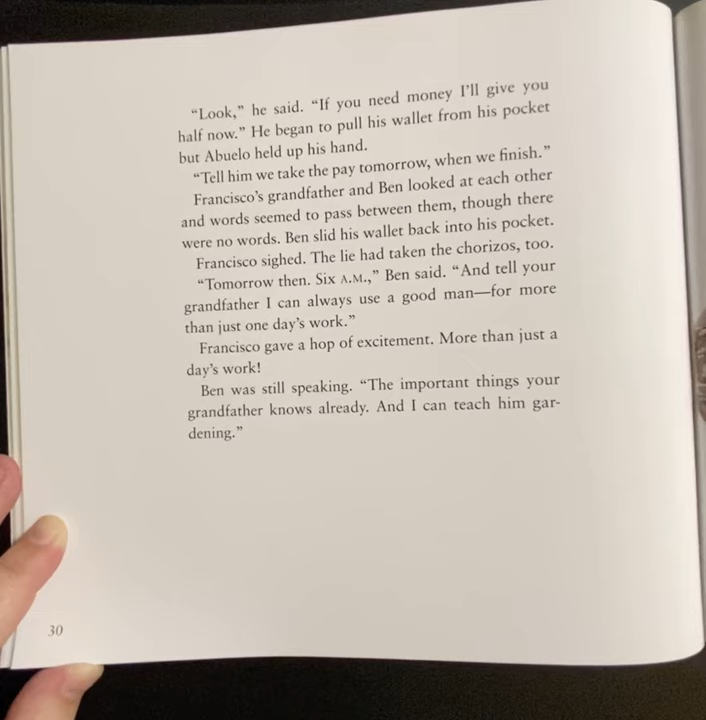 “Look,” he said. “If you need money I’ll give you
half now.” He began to pull his wallet from his pocket
but Abuelo held up his hand.
“Tell him we take the pay tomorrow, when we finish.”
Francisco’s grandfather and Ben looked at each other
and words seemed to pass between them, though there
were no words. Ben slid his wallet back into his pocket.
Francisco sighed. The lie had taken the chorizos, too.
“Tomorrow then. Six A.M.,” Ben said. “And tell your
grandfather I can always use a good man—for more
than just one day’s work.”
Francisco gave a hop of excitement. More than just a
day’s work!
Ben was still speaking. “The important things your
grandfather knows already. And I can teach him gar-
dening.”
30